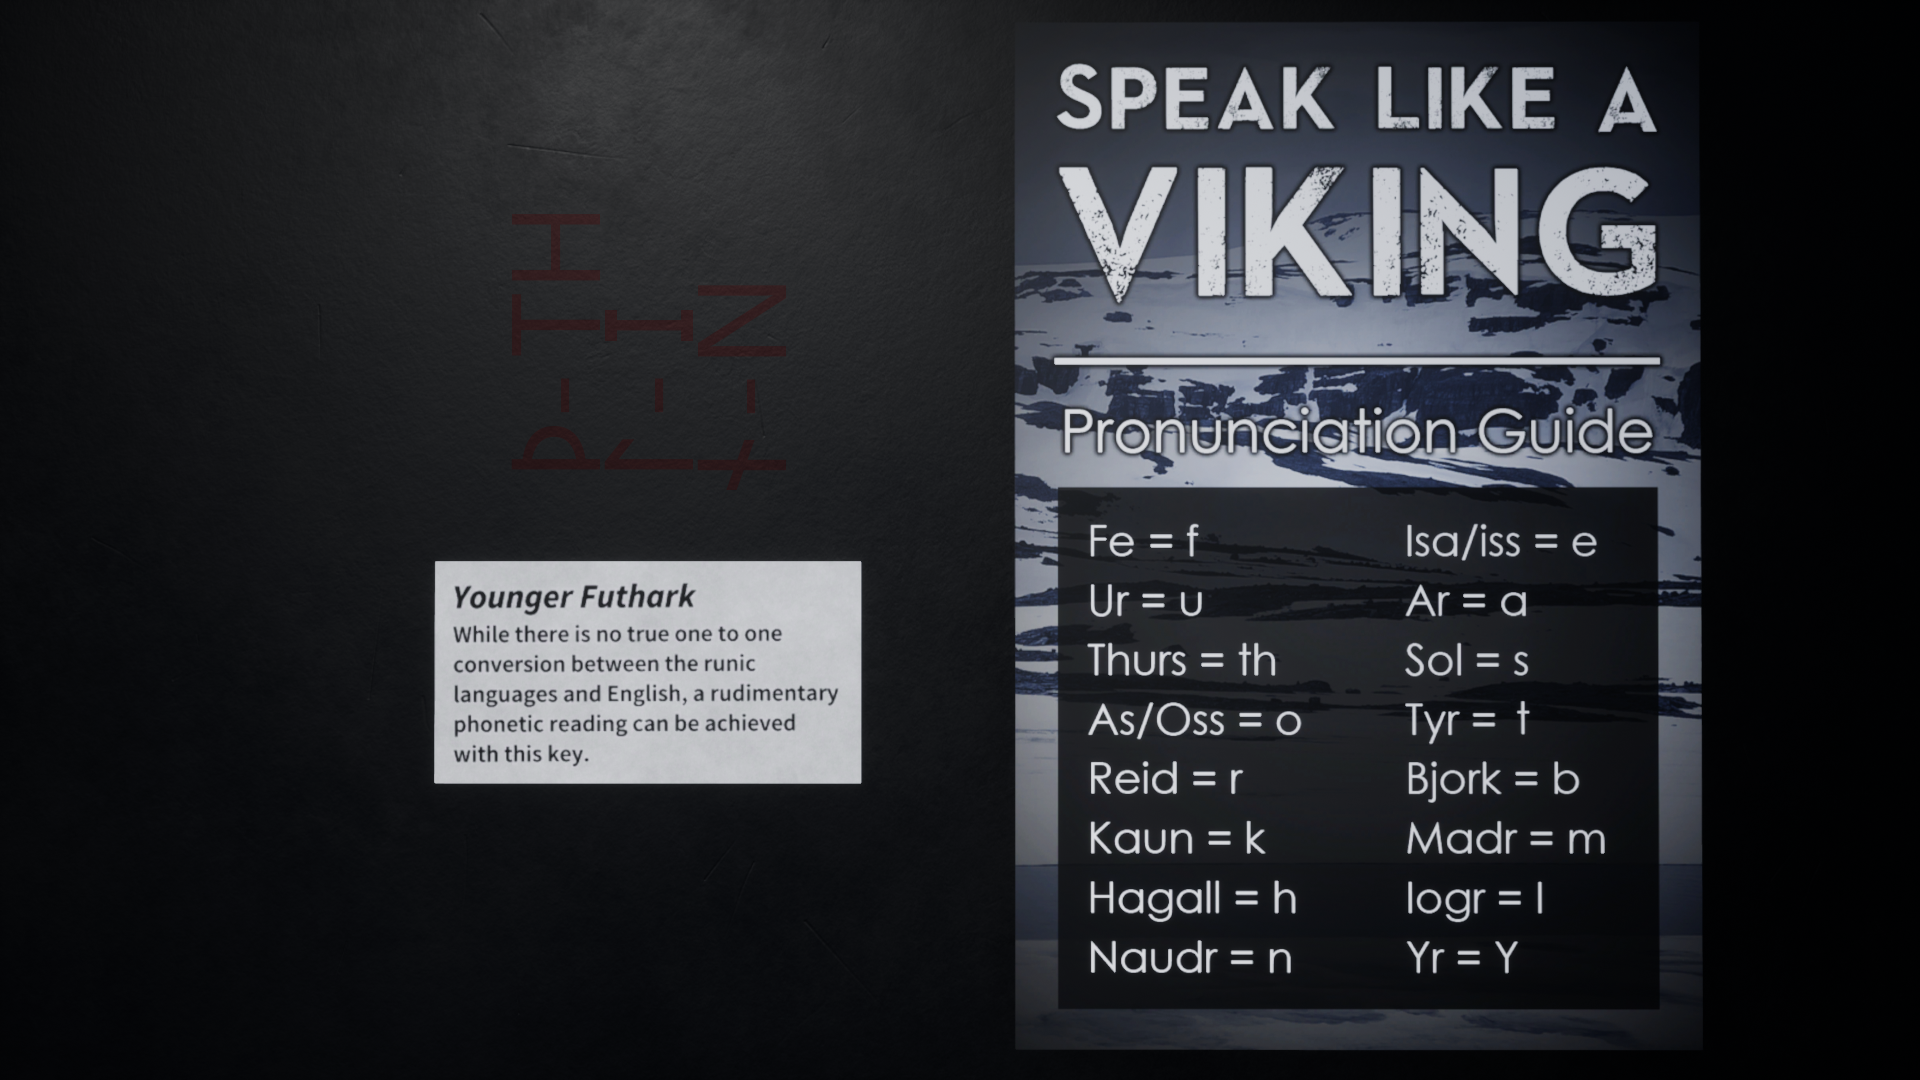 SPEAK LIKE A
VIKING
Pronunciation Guide
Fe = f
Ur = u
Thurs = th
As/Oss = o
Reid = r
Kaun = k
Hagall = h
Naudr = n
Isa/iss = e
Ar = a
Sol = s
Tyr = t
Bjork = b
Madr = m
logr = l
Yr = Y
ᚦ-TH
ᛚ-I
ᚾ-N
Younger Futhark
While there is no true one to one
conversion between the runic
languages and English, a rudimentary
phonetic reading can be achieved
with this key.